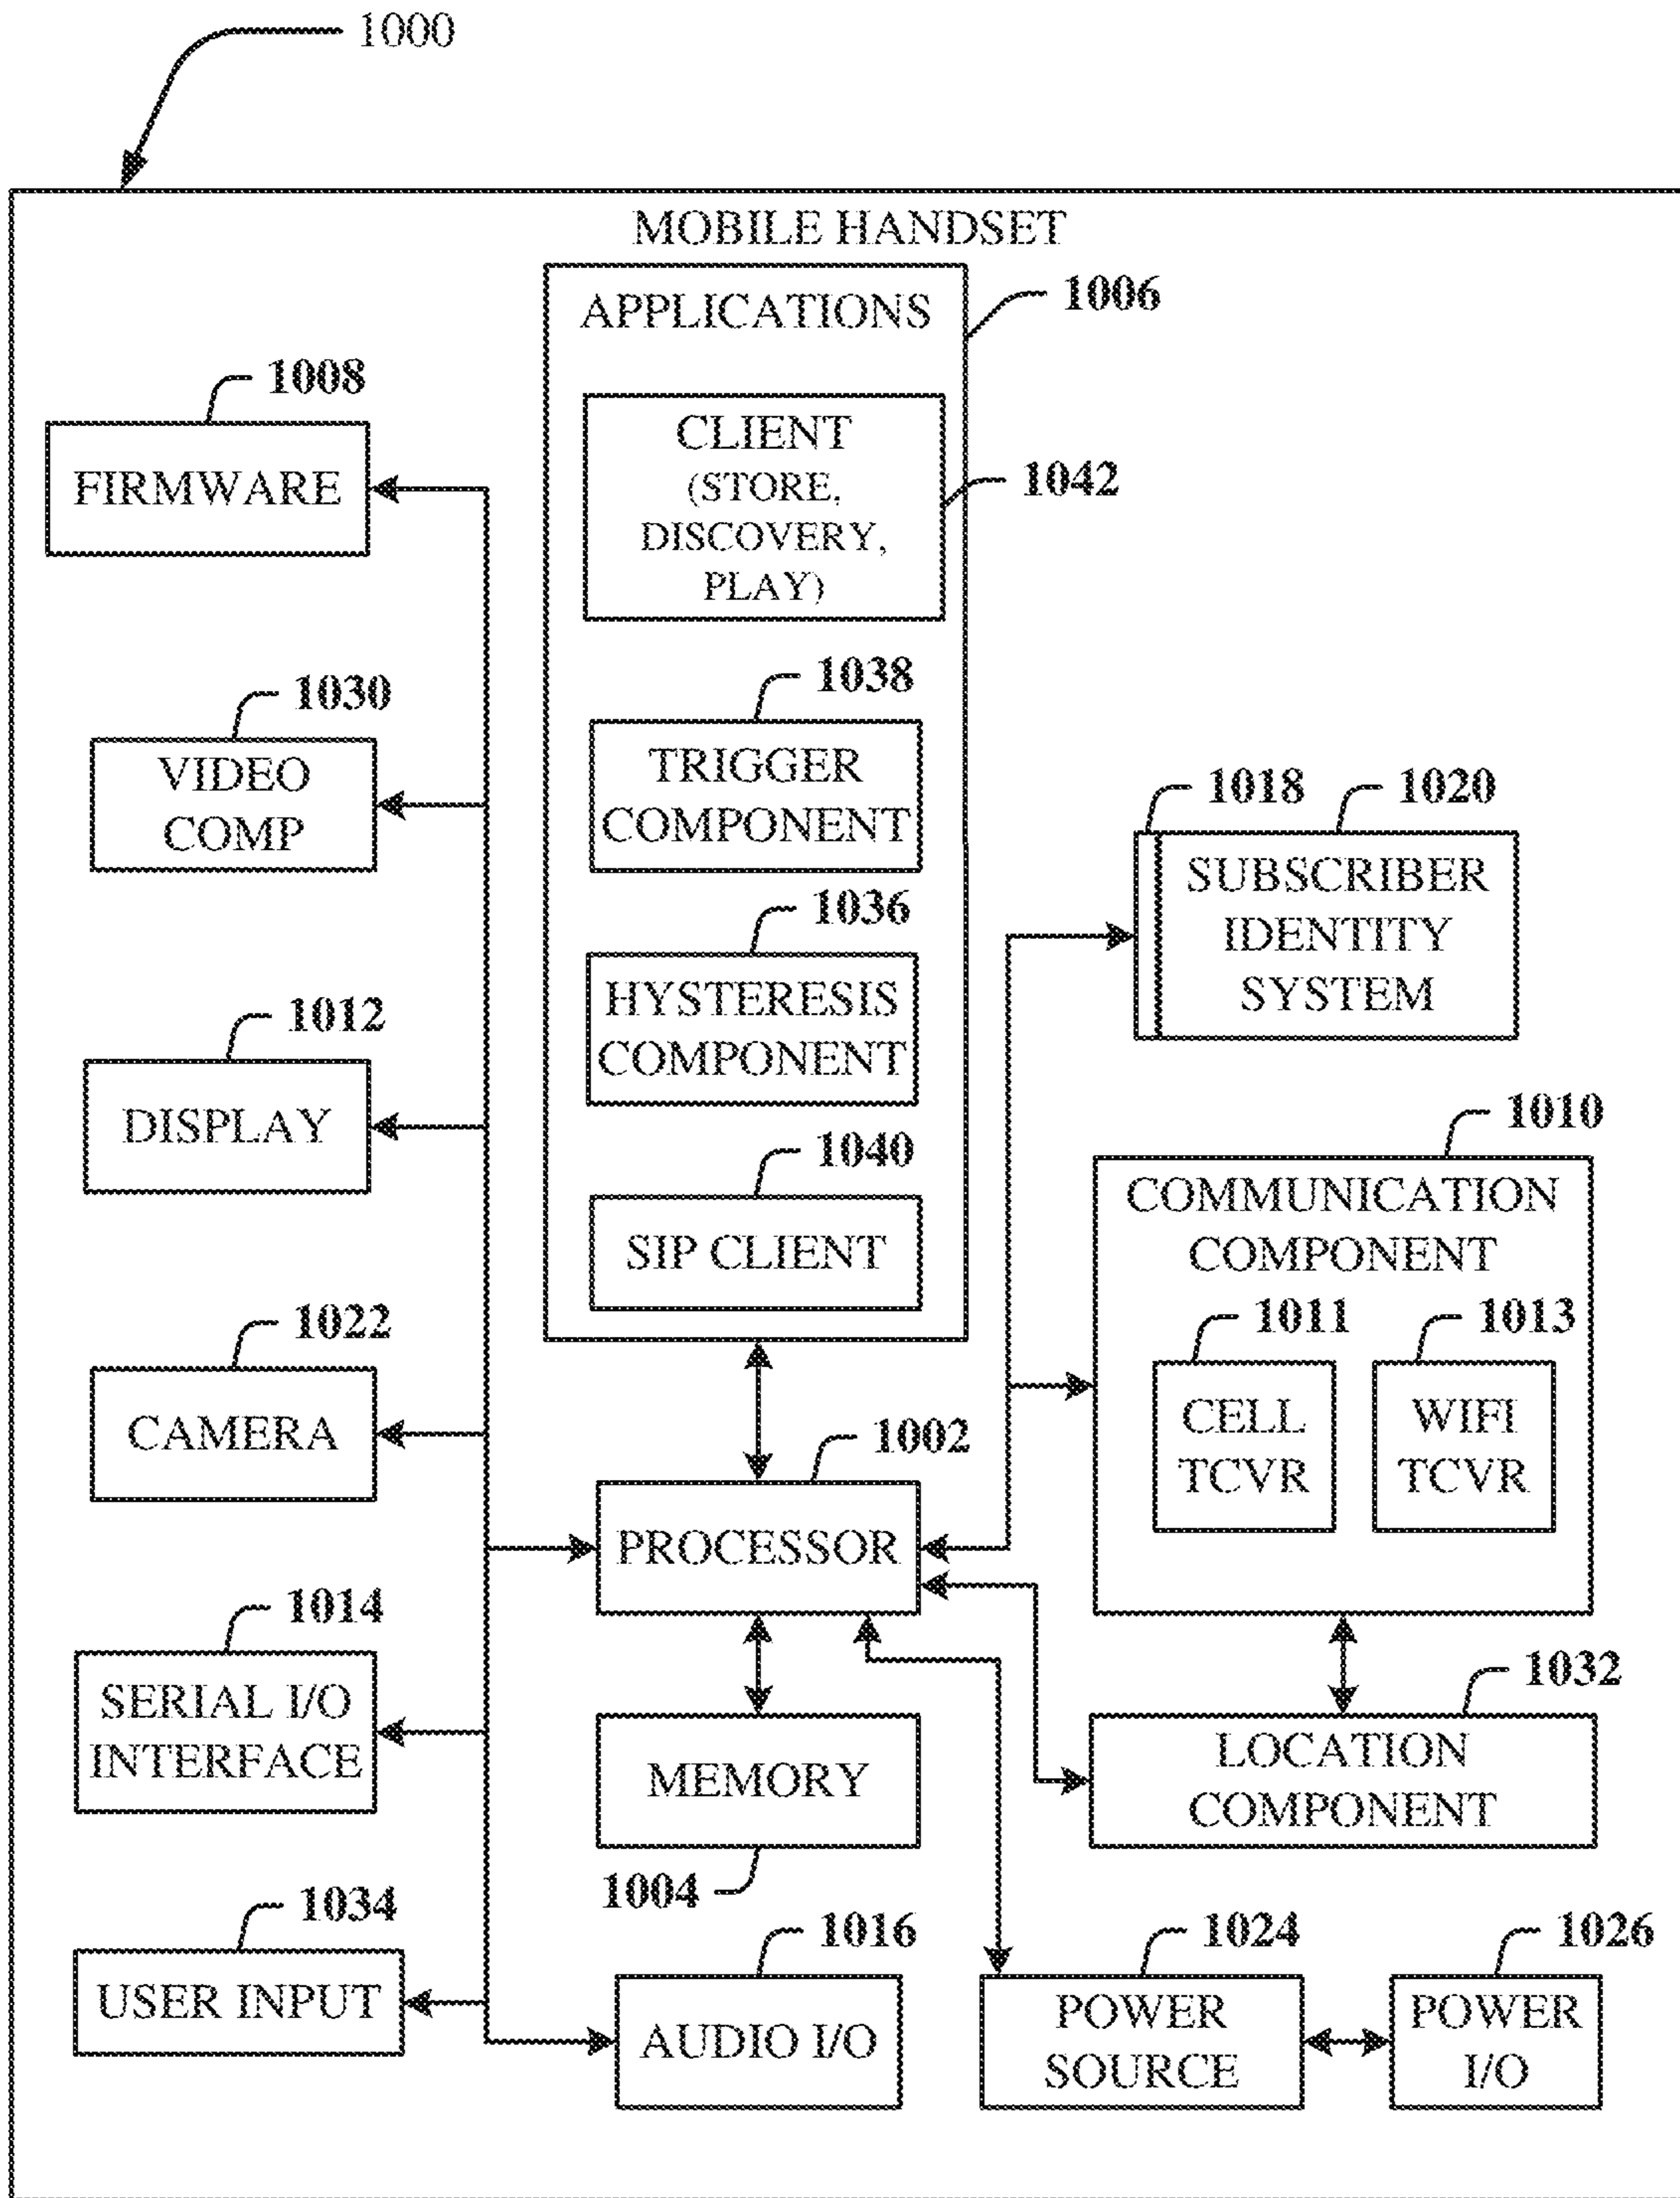 1000
MOBILE HANDSET
APPLICATIONS
1006
CLIENT
(STORE,
DISCOVERY,
PLAY)
1042
1038
TRIGGER
COMPONENT
1036
HYSTERESIS
COMPONENT
1040
SIP CLIENT
1008
FIRMWARE
1030
VIDEO
COMP
1012
DISPLAY
1022
CAMERA
1014
SERIAL I/O
INTERFACE
1034
USER INPUT
1002
PROCESSOR
MEMORY
1004
1016
AUDIO I/O
1018
1020
SUBSCRIBER
IDENTITY
SYSTEM
1010
COMMUNICATION
COMPONENT
1011
CELL
TCVR
1013
WIFI
TCVR
1032
LOCATION
COMPONENT
1024
POWER
SOURCE
1026
POWER
I/O